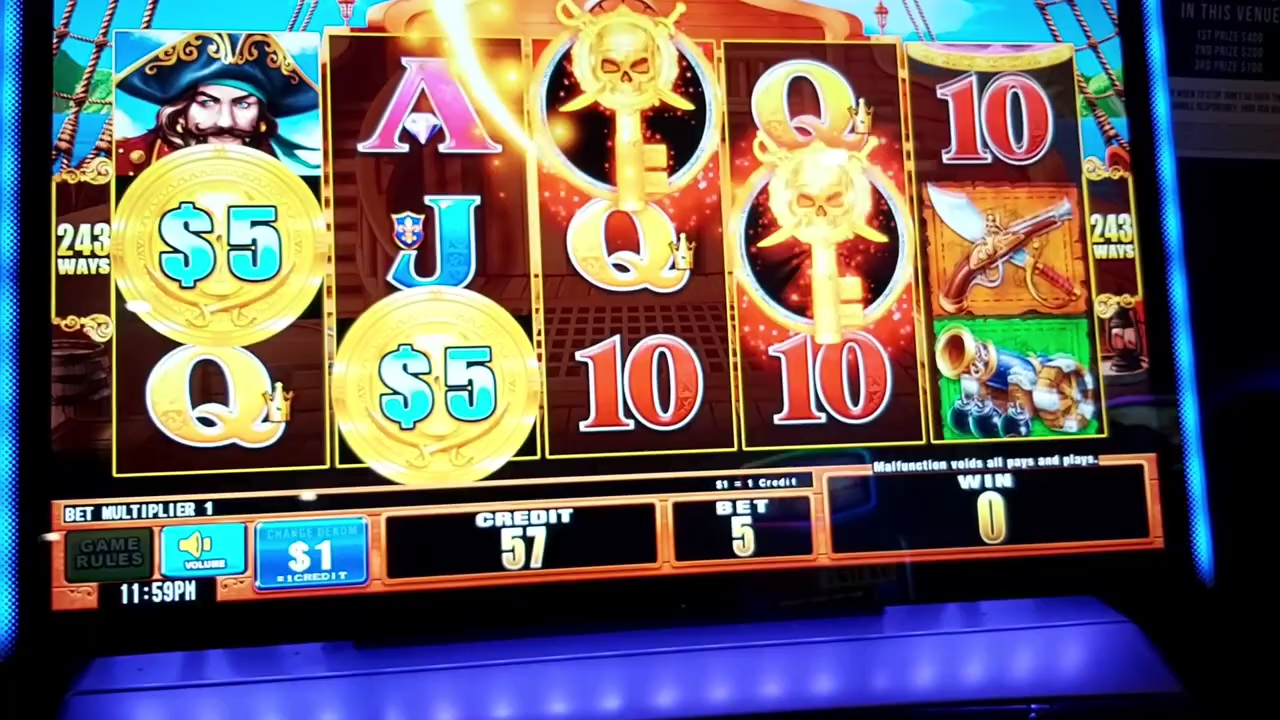 IN THIS VENUE
1ST PRIZE $400
2ND PRIZE $200
3RD PRIZE $100
A
Q
10
243
WAYS
$5
J
Q
243
WAYS
Q
$5
10
10
Malfunction voids all pays and plays.
$1 = 1 Credit
BET MULTIPLIER 1
GAME
RULES
VOLUME
CHANGE DENOM
$1
=1 CREDIT
CREDIT
57
BET
5
WIN
0
11:59PM